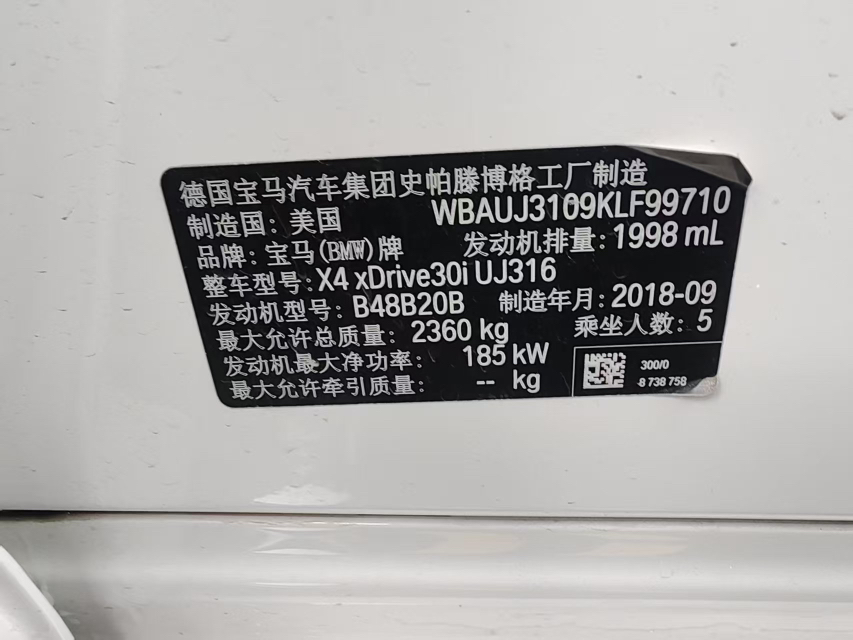 德国宝马汽车集团史帕滕博格工厂制造
制造国：美国 WBAUJ3109KLF99710
品牌：宝马(BMW)牌 发动机排量：1998 mL
整车型号：X4 xDrive30i UJ316
发动机型号：B48B20B 制造年月：2018-09
最大允许总质量：2360 kg 乘坐人数：5
发动机最大净功率：185 kW
最大允许牵引质量：-- kg
300/0
8 738 758